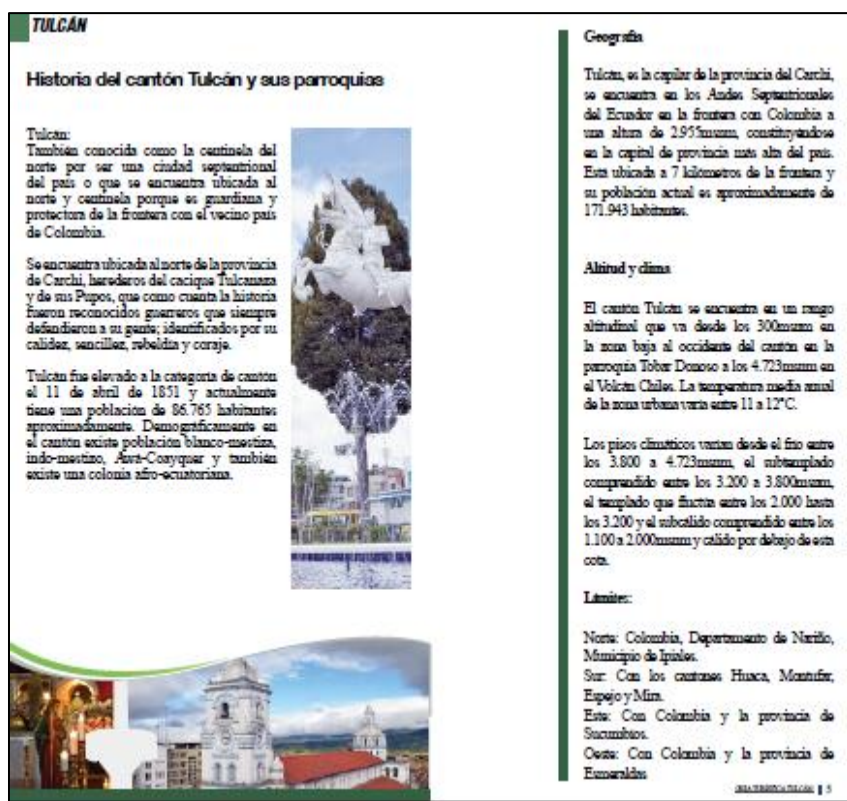 TULCÁN
Historia del cantón Tulcán y sus parroquias
Tulcán:
También conocida como la centinela del
norte por ser una ciudad septentrional
del país o que se encuentra ubicada al
norte y centinela porque es guardiana y
protectora de la frontera con el vecino país
de Colombia.
Se encuentra ubicada al norte de la provincia
de Carchi, herederos del cacique Tulcanaza
y de sus Pupos, que como cuenta la historia
fueron reconocidos guerreros que siempre
defendieron a su gente; identificados por su
calidez, sencillez, rebeldía y coraje.
Tulcán fue elevado a la categoría de cantón
el 11 de abril de 1851 y actualmente
tiene una población de 86.765 habitantes
aproximadamente. Demográficamente en
el cantón existe población blanco-mestiza,
indo-mestizo, Awá-Coayquer y también
existe una colonia afro-ecuatoriana.
Geografía
Tulcán, es la capilar de la provincia del Carchi,
se encuentra en los Andes Septentrionales
del Ecuador en la frontera con Colombia a
una altura de 2.955msnm, constituyéndose
en la capital de provincia más alta del país.
Esta ubicada a 7 kilómetros de la frontera y
su población actual es aproximadamente de
171.943 habitantes.
Altitud y clima
El cantón Tulcán se encuentra en un rango
altitudinal que va desde los 300msnm en
la zona baja al occidente del cantón en la
parroquia Tobar Donoso a los 4.723msnm en
el Volcán Chiles. La temperatura media anual
de la zona urbana varía entre 11 a 12°C.
Los pisos climáticos varían desde el frío entre
los 3.800 a 4.723msnm, el subtemplado
comprendido entre los 3.200 a 3.800msnm,
el templado que fluctúa entre los 2.000 hasta
los 3.200 y el subcálido comprendido entre los
1.100 a 2.000msnm y cálido por debajo de esta
cota.
Límites:
Norte: Colombia, Departamento de Nariño,
Municipio de Ipiales.
Sur: Con los cantones Huaca, Montufar,
Espejo y Mira.
Este: Con Colombia y la provincia de
Sucumbios.
Oeste: Con Colombia y la provincia de
Esmeraldas
GUIA TURÍSTICA TULCÁN | 5